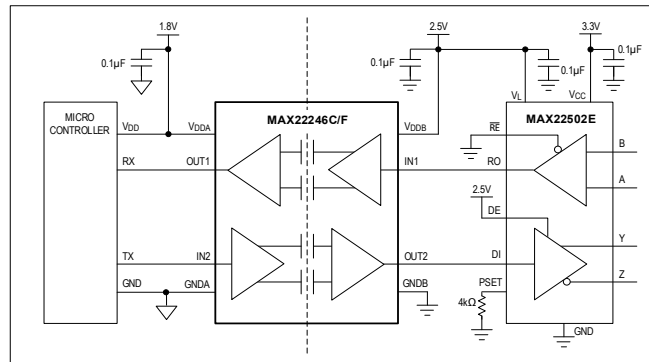 1.8V
2.5V
3.3V
0.1µF
0.1µF
0.1µF
0.1µF
MICRO
CONTROLLER
MAX22246C/F
MAX22502E
VL
VCC
VDD
VDDA
VDDB
RE
RX
OUT1
IN1
RO
B
A
2.5V
DE
TX
IN2
OUT2
DI
Y
Z
GND
GNDA
GNDB
PSET
4kΩ
GND